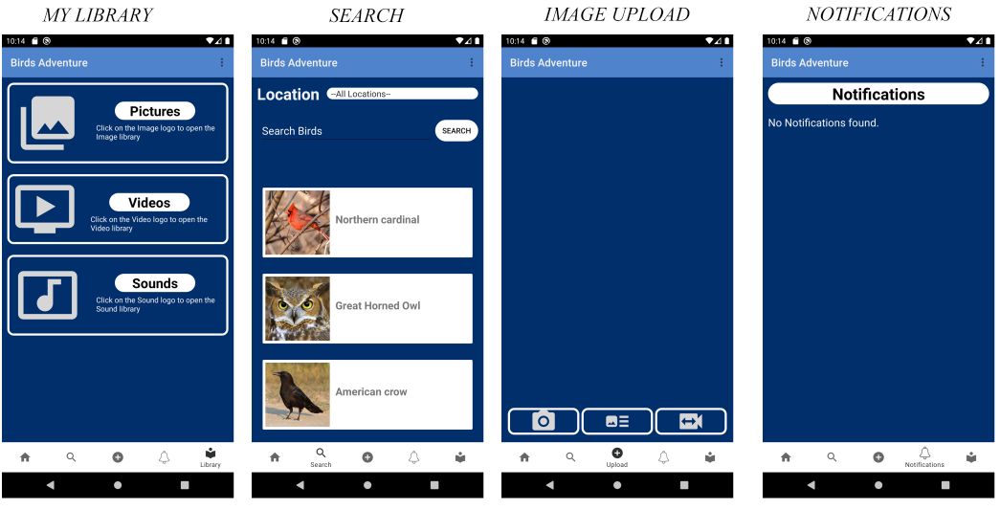 MY LIBRARY
10:14
Birds Adventure
Pictures
Click on the Image logo to open the
Image library
Videos
Click on the Video logo to open the
Video library
Sounds
Click on the Sound logo to open the
Sound library
Library
SEARCH
10:14
Birds Adventure
Location
--All Locations--
Search Birds
SEARCH
Northern cardinal
Great Horned Owl
American crow
Search
IMAGE UPLOAD
10:14
Birds Adventure
Upload
NOTIFICATIONS
10:14
Birds Adventure
Notifications
No Notifications found.
Notifications